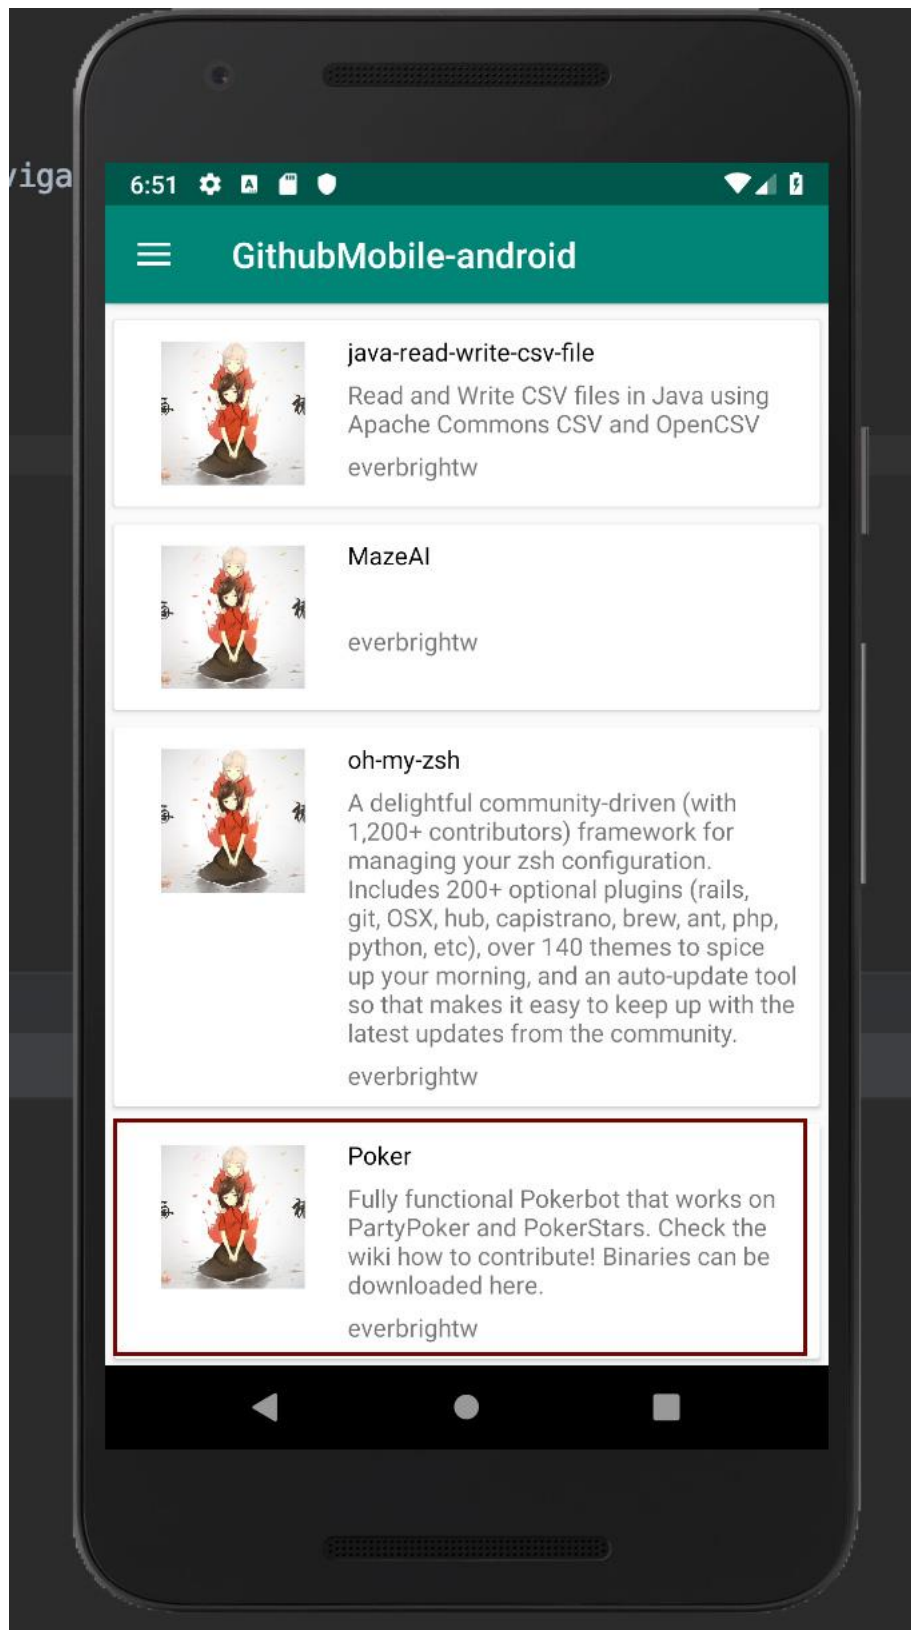 viga
6:51
GithubMobile-android
java-read-write-csv-file
Read and Write CSV files in Java using
Apache Commons CSV and OpenCSV
everbrightw
MazeAI
everbrightw
oh-my-zsh
A delightful community-driven (with
1,200+ contributors) framework for
managing your zsh configuration.
Includes 200+ optional plugins (rails,
git, OSX, hub, capistrano, brew, ant, php,
python, etc), over 140 themes to spice
up your morning, and an auto-update tool
so that makes it easy to keep up with the
latest updates from the community.
everbrightw
Poker
Fully functional Pokerbot that works on
PartyPoker and PokerStars. Check the
wiki how to contribute! Binaries can be
downloaded here.
everbrightw